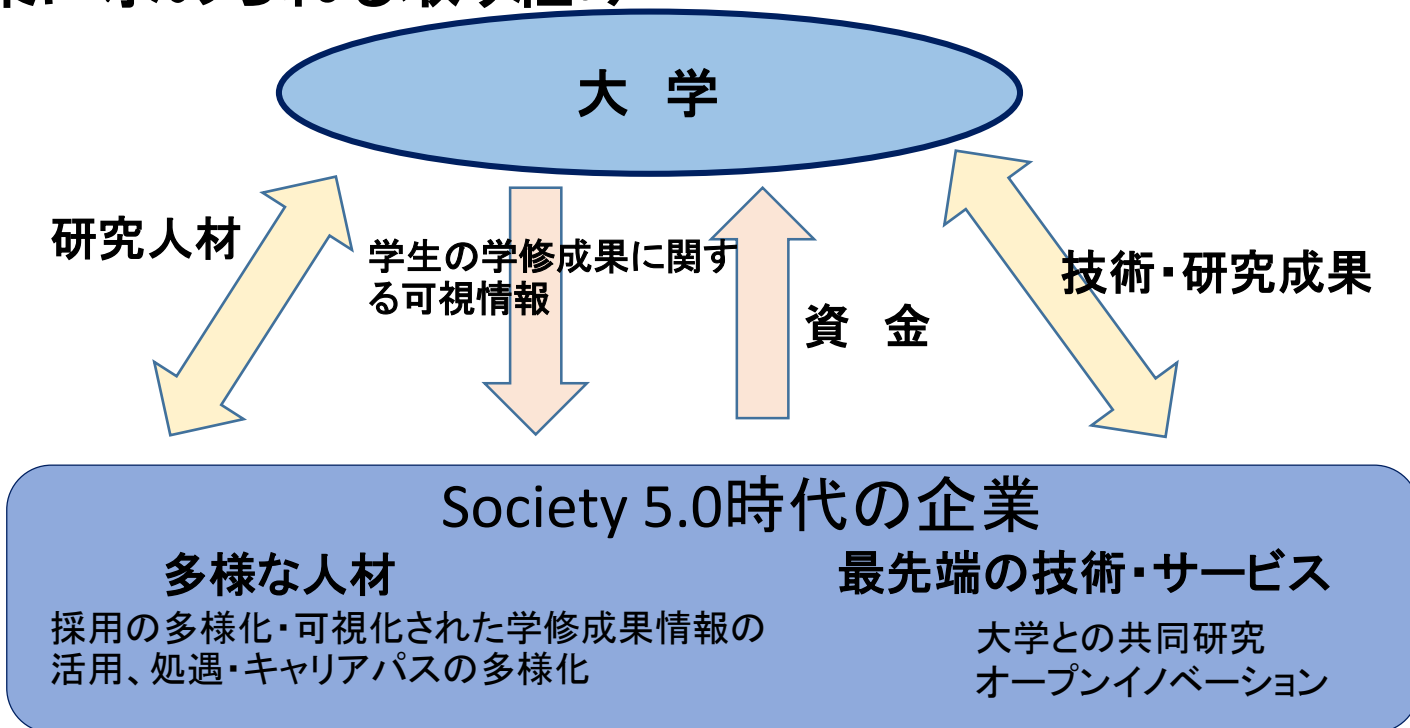 大　学
研究人材
学生の学修成果に関す
る可視情報
資　金
技術・研究成果
Society 5.0時代の企業
多様な人材
最先端の技術・サービス
採用の多様化・可視化された学修成果情報の
活用、処遇・キャリアパスの多様化
大学との共同研究
オープンイノベーション